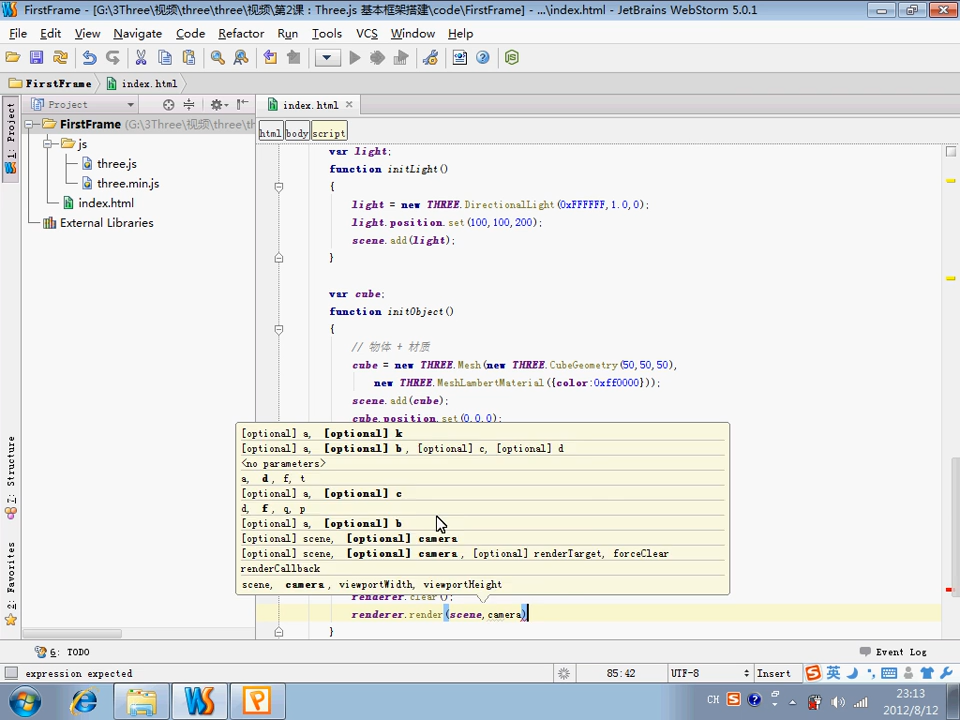 FirstFrame - [G:\3Three\视频\three\three\视频\第2课：Three.js 基本框架搭建\code\FirstFrame] - ...\index.html - JetBrains WebStorm 5.0.1
File Edit View Navigate Code Refactor Run Tools VCS Window Help
FirstFrame index.html
Project index.html
1: Project
FirstFrame (G:\3Three\视频\three\th
html body script
js
three.js
three.min.js
index.html
External Libraries
var light;
function initLight()
{
light = new THREE.DirectionalLight(0xFFFFFF,1.0,0);
light.position.set(100,100,200);
scene.add(light);
}
var cube;
function initObject()
{
// 物体 + 材质
cube = new THREE.Mesh(new THREE.CubeGeometry(50,50,50),
new THREE.MeshLambertMaterial({color:0xff0000}));
scene.add(cube);
cube.position.set(0,0,0);
[optional] a, [optional] k
[optional] a, [optional] b, [optional] c, [optional] d
<no parameters>
a, d, f, t
[optional] a, [optional] c
d, f, q, p
[optional] a, [optional] b
[optional] scene, [optional] camera
[optional] scene, [optional] camera, [optional] renderTarget, forceClear
renderCallback
scene, camera, viewportWidth, viewportHeight
renderer.clear();
renderer.render(scene,camera)
}
7: Structure
2: Favorites
6: TODO Event Log
expression expected 85:42 UTF-8 Insert 英
CH 23:13
2012/8/12